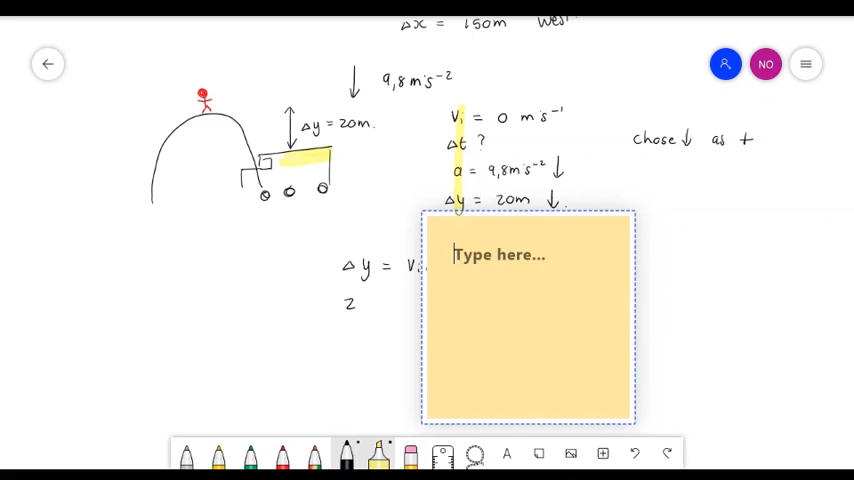 Δx = 150m West
9,8 m s⁻²
NO
Δy = 20m.
Vi = 0 m s⁻¹
Δt ?
chose ↓ as +
a = 9,8 m s⁻² ↓
Δy = 20m ↓.
Type here...
Δy = Vi
2
A